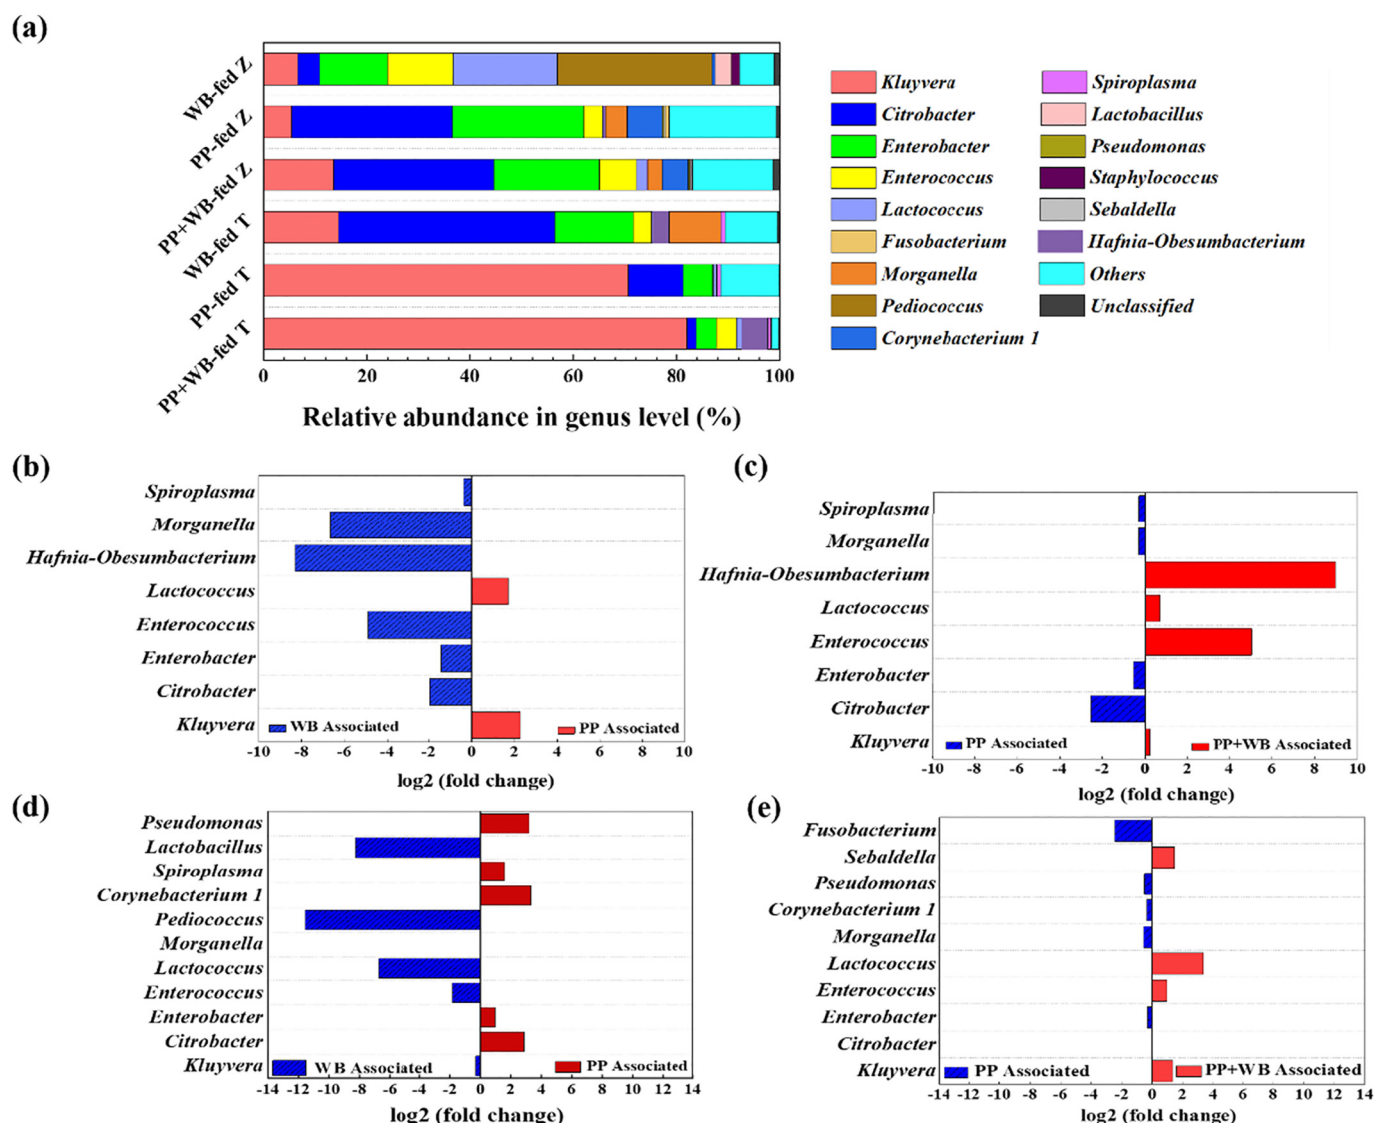 (a)
WB-fed Z
PP-fed Z
PP+WB-fed Z
WB-fed T
PP-fed T
PP+WB-fed T
0 20 40 60 80 100
Relative abundance in genus level (%)
Kluyvera
Citrobacter
Enterobacter
Enterococcus
Lactococcus
Fusobacterium
Morganella
Pediococcus
Corynebacterium 1
Spiroplasma
Lactobacillus
Pseudomonas
Staphylococcus
Sebaldella
Hafnia-Obesumbacterium
Others
Unclassified
(b)
Spiroplasma
Morganella
Hafnia-Obesumbacterium
Lactococcus
Enterococcus
Enterobacter
Citrobacter
Kluyvera
WB Associated
PP Associated
-10 -8 -6 -4 -2 0 2 4 6 8 10
log2 (fold change)
(c)
Spiroplasma
Morganella
Hafnia-Obesumbacterium
Lactococcus
Enterococcus
Enterobacter
Citrobacter
Kluyvera
PP Associated
PP+WB Associated
-10 -8 -6 -4 -2 0 2 4 6 8 10
log2 (fold change)
(d)
Pseudomonas
Lactobacillus
Spiroplasma
Corynebacterium 1
Pediococcus
Morganella
Lactococcus
Enterococcus
Enterobacter
Citrobacter
Kluyvera
WB Associated
PP Associated
-14 -12 -10 -8 -6 -4 -2 0 2 4 6 8 10 12 14
log2 (fold change)
(e)
Fusobacterium
Sebaldella
Pseudomonas
Corynebacterium 1
Morganella
Lactococcus
Enterococcus
Enterobacter
Citrobacter
Kluyvera
PP Associated
PP+WB Associated
-14 -12 -10 -8 -6 -4 -2 0 2 4 6 8 10 12 14
log2 (fold change)